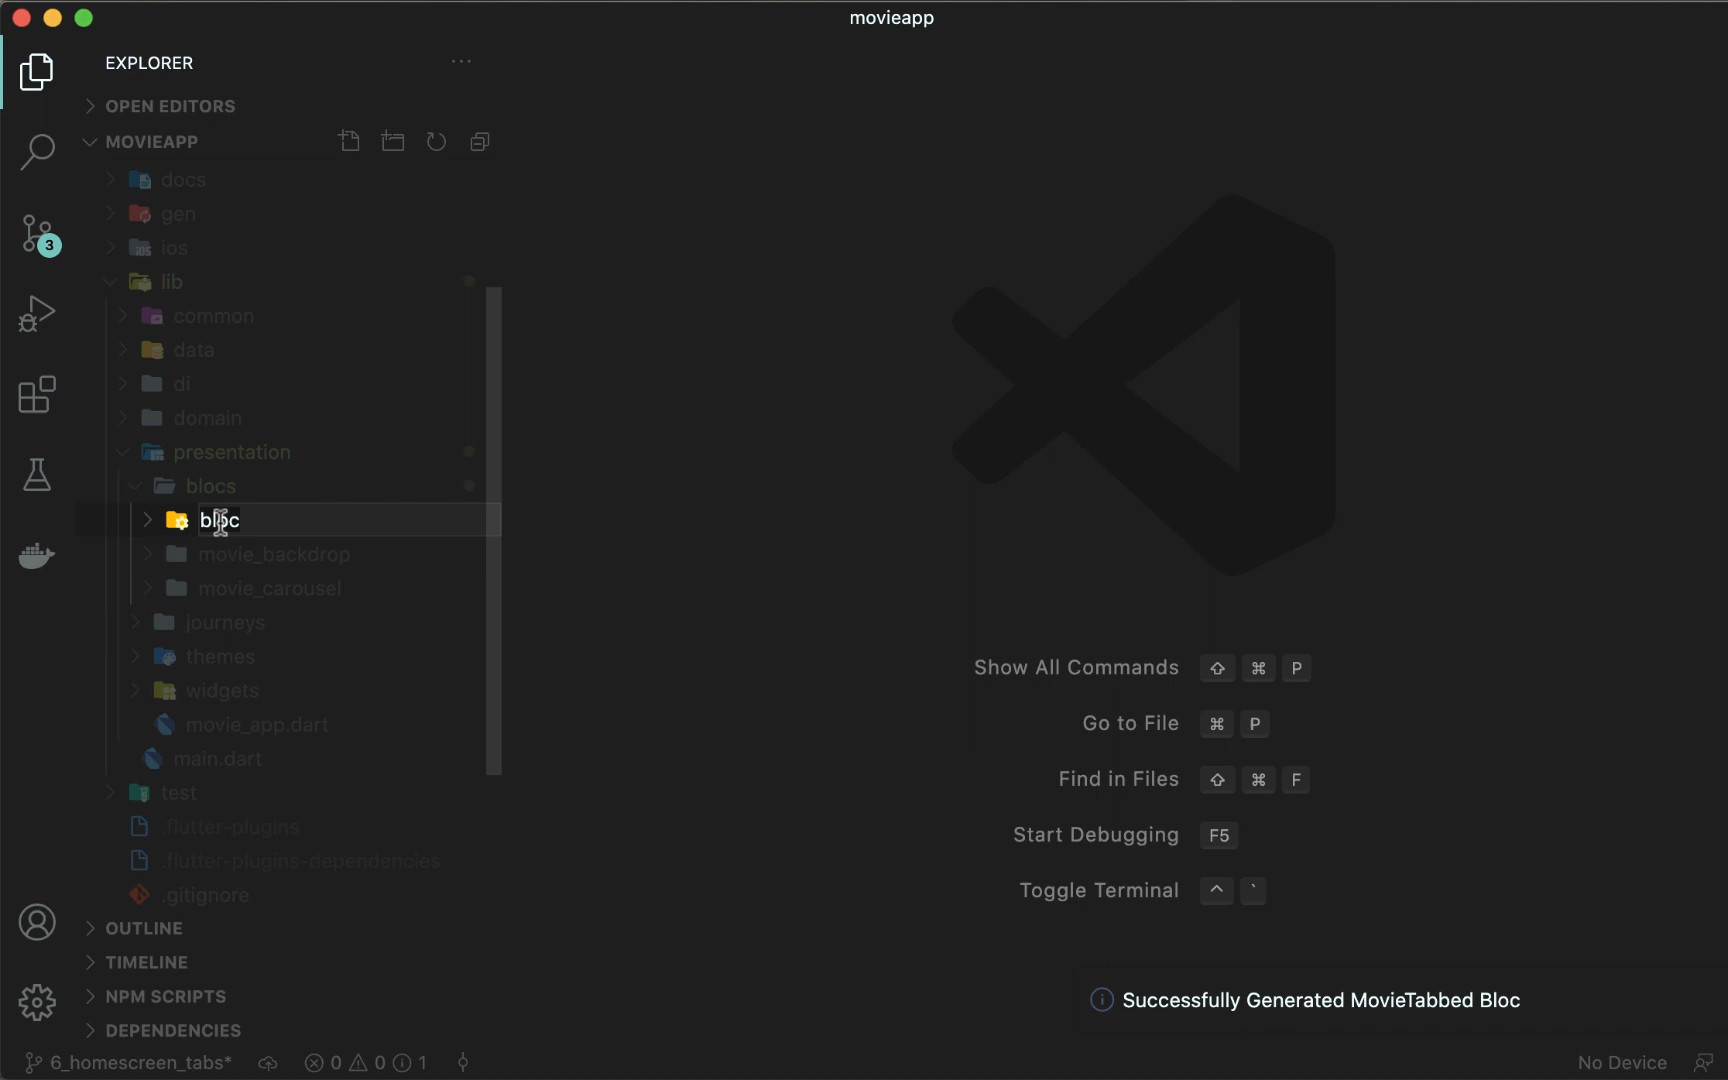 movieapp
EXPLORER
OPEN EDITORS
MOVIEAPP
docs
gen
ios
lib
common
data
di
domain
presentation
blocs
bloc
movie_backdrop
movie_carousel
journeys
themes
widgets
movie_app.dart
main.dart
test
.flutter-plugins
.flutter-plugins-dependencies
.gitignore
OUTLINE
TIMELINE
NPM SCRIPTS
DEPENDENCIES
3
Show All Commands ⇧ ⌘ P
Go to File ⌘ P
Find in Files ⇧ ⌘ F
Start Debugging F5
Toggle Terminal ^ `
Successfully Generated MovieTabbed Bloc
6_homescreen_tabs* 0 0 1 No Device